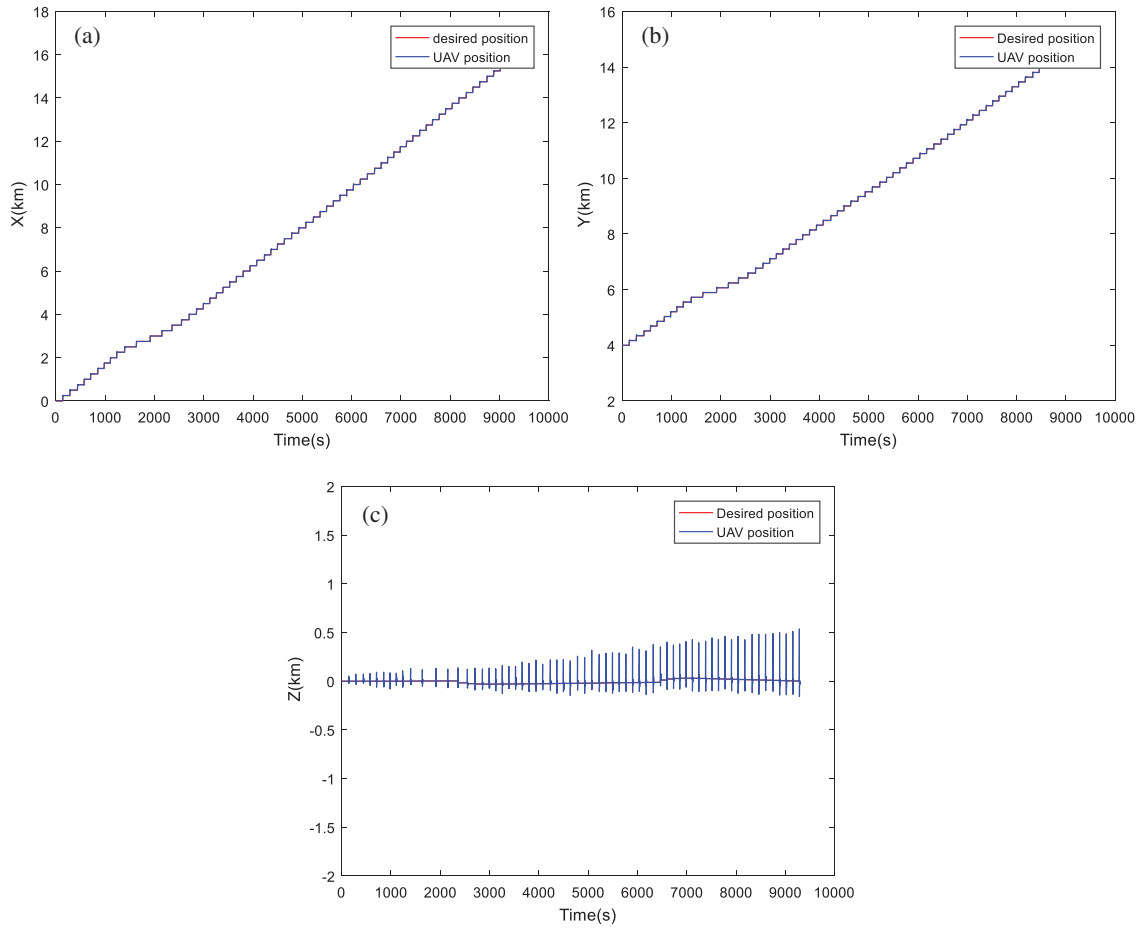 (a)
desired position
UAV position
18
16
14
12
10
8
6
4
2
0
X(km)
0 1000 2000 3000 4000 5000 6000 7000 8000 9000 10000
Time(s)
(b)
Desired position
UAV position
16
14
12
10
8
6
4
2
Y(km)
0 1000 2000 3000 4000 5000 6000 7000 8000 9000 10000
Time(s)
(c)
Desired position
UAV position
2
1.5
1
0.5
0
-0.5
-1
-1.5
-2
Z(km)
0 1000 2000 3000 4000 5000 6000 7000 8000 9000 10000
Time(s)